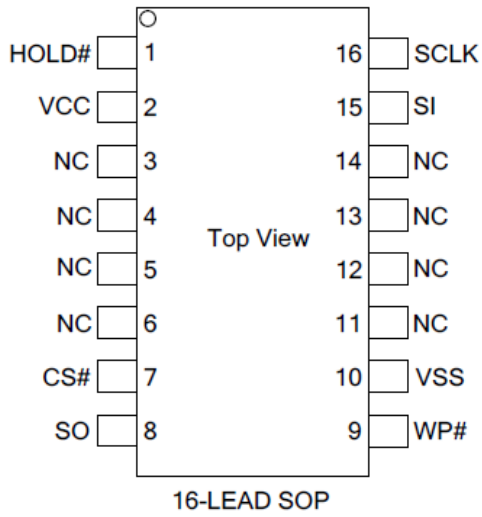 HOLD# 1 16 SCLK
VCC 2 15 SI
NC 3 14 NC
NC 4 13 NC
Top View
NC 5 12 NC
NC 6 11 NC
CS# 7 10 VSS
SO 8 9 WP#
16-LEAD SOP